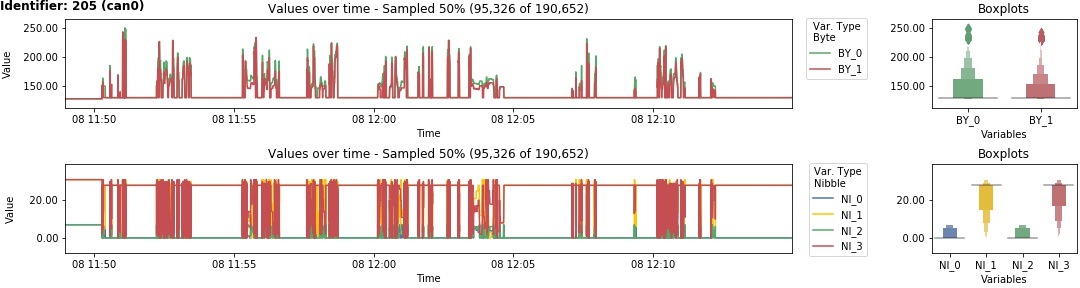 Identifier: 205 (can0)
Values over time - Sampled 50% (95,326 of 190,652)
Value
250.00
200.00
150.00
08 11:50
08 11:55
08 12:00
08 12:05
08 12:10
Time
Var. Type
Byte
BY_0
BY_1
Boxplots
250.00
200.00
150.00
BY_0
BY_1
Variables
Values over time - Sampled 50% (95,326 of 190,652)
Value
20.00
0.00
08 11:50
08 11:55
08 12:00
08 12:05
08 12:10
Time
Var. Type
Nibble
NI_0
NI_1
NI_2
NI_3
Boxplots
20.00
0.00
NI_0
NI_1
NI_2
NI_3
Variables